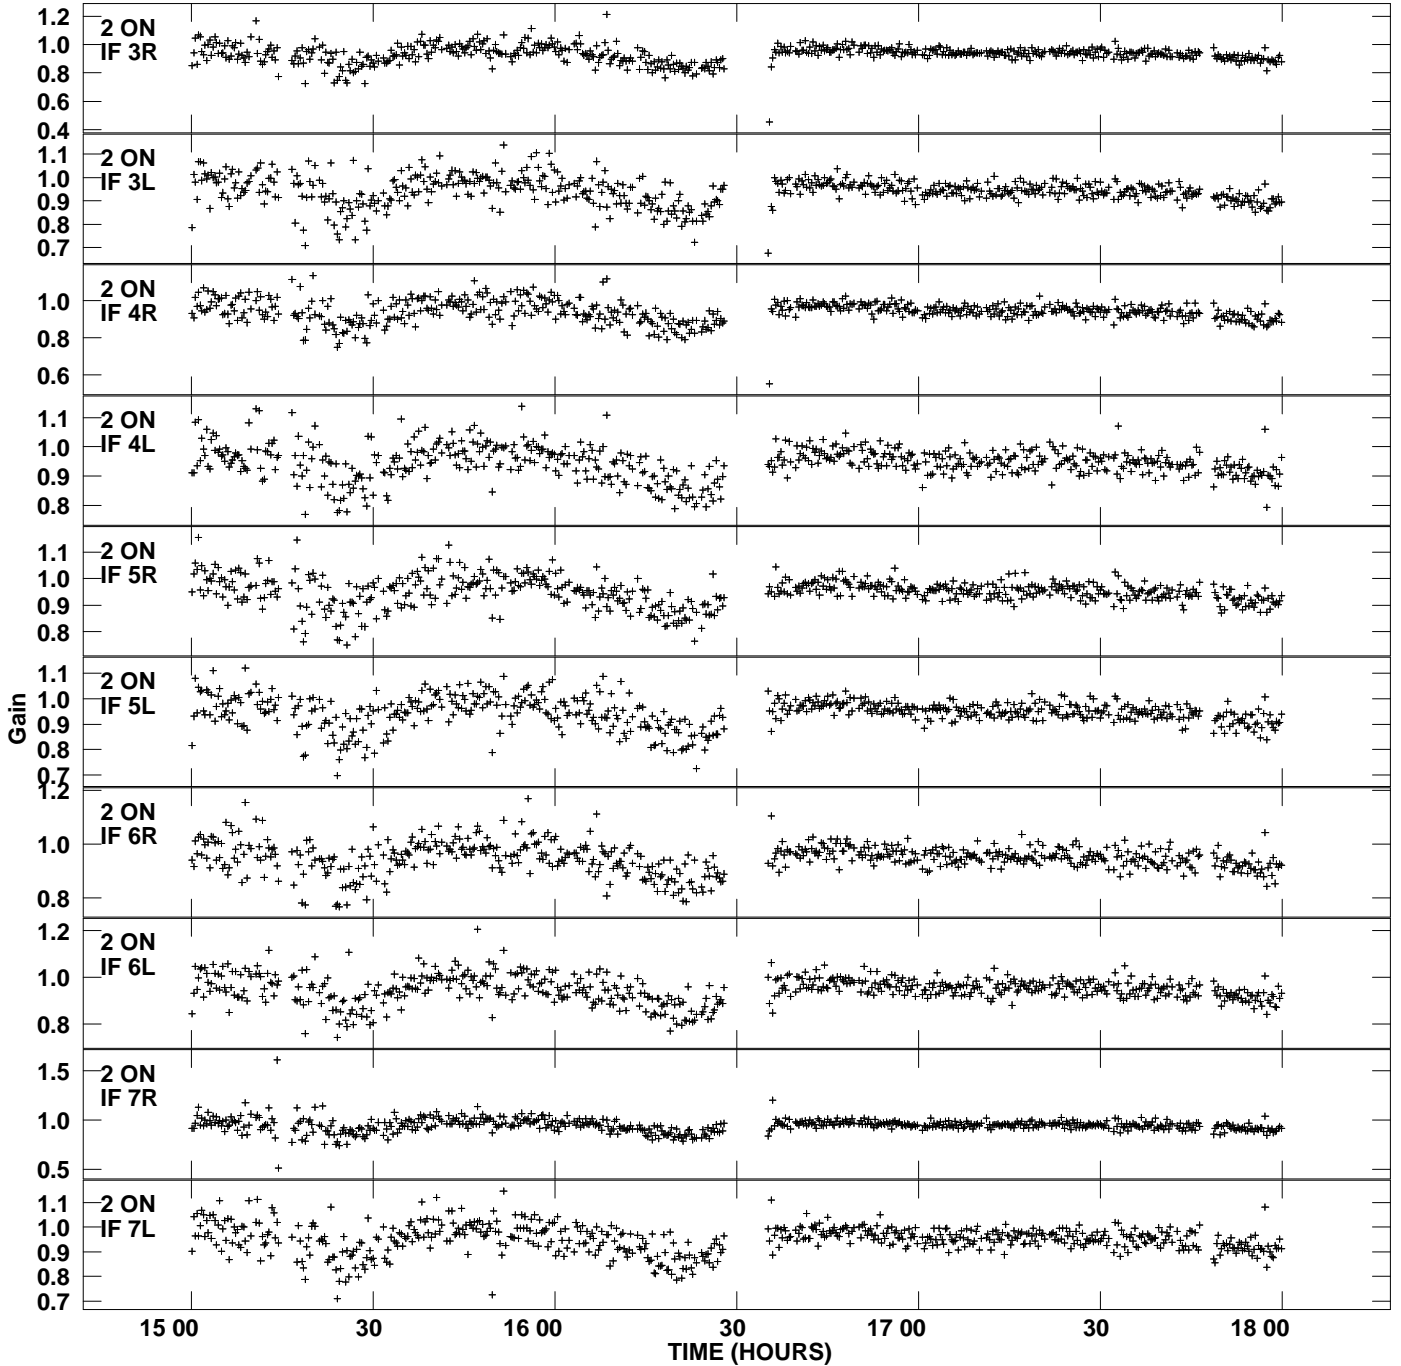 1.2
1.0
0.8
0.6
0.4
2 ON
IF 3R
1.1
1.0
0.9
0.8
0.7
2 ON
IF 3L
1.0
0.8
0.6
2 ON
IF 4R
1.1
1.0
0.9
0.8
2 ON
IF 4L
1.1
1.0
0.9
0.8
2 ON
IF 5R
1.1
1.0
0.9
0.8
0.7
2 ON
IF 5L
Gain
1.2
1.0
0.8
2 ON
IF 6R
1.2
1.0
0.8
2 ON
IF 6L
1.5
1.0
0.5
2 ON
IF 7R
1.1
1.0
0.9
0.8
0.7
2 ON
IF 7L
15 00 30 16 00 30 17 00 30 18 00
TIME (HOURS)